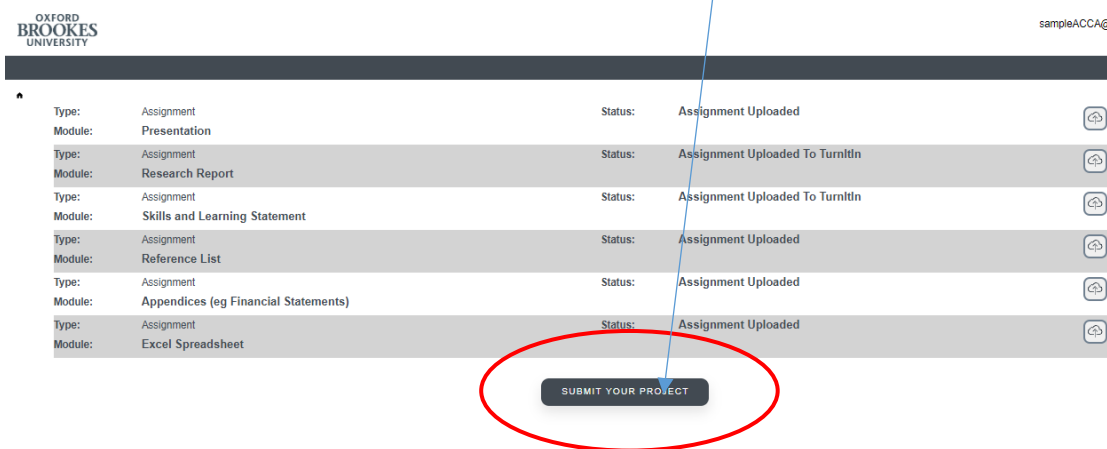 OXFORD
BROOKES
UNIVERSITY
sampleACCA@
Type: Assignment Status: Assignment Uploaded
Module: Presentation
Type: Assignment Status: Assignment Uploaded To TurnItIn
Module: Research Report
Type: Assignment Status: Assignment Uploaded To TurnItIn
Module: Skills and Learning Statement
Type: Assignment Status: Assignment Uploaded
Module: Reference List
Type: Assignment Status: Assignment Uploaded
Module: Appendices (eg Financial Statements)
Type: Assignment Status: Assignment Uploaded
Module: Excel Spreadsheet
SUBMIT YOUR PROJECT